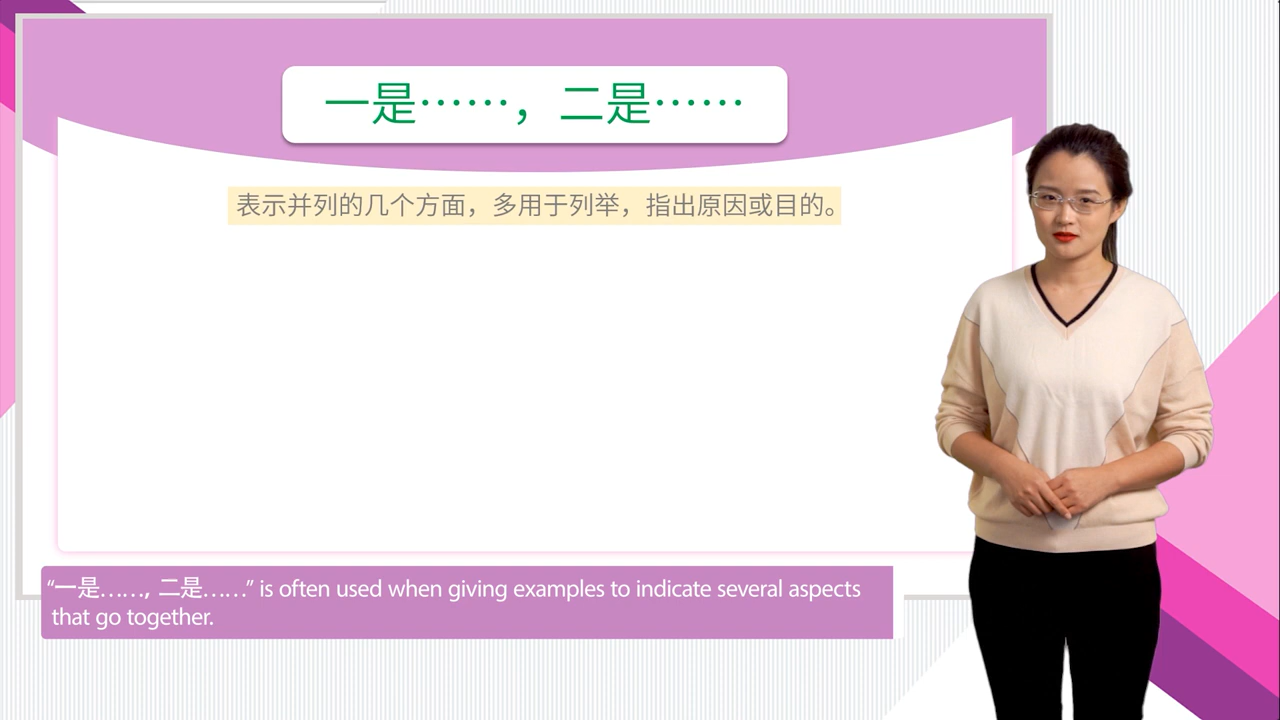 一是……，二是……
表示并列的几个方面，多用于列举，指出原因或目的。
“一是……, 二是……” is often used when giving examples to indicate several aspects
that go together.